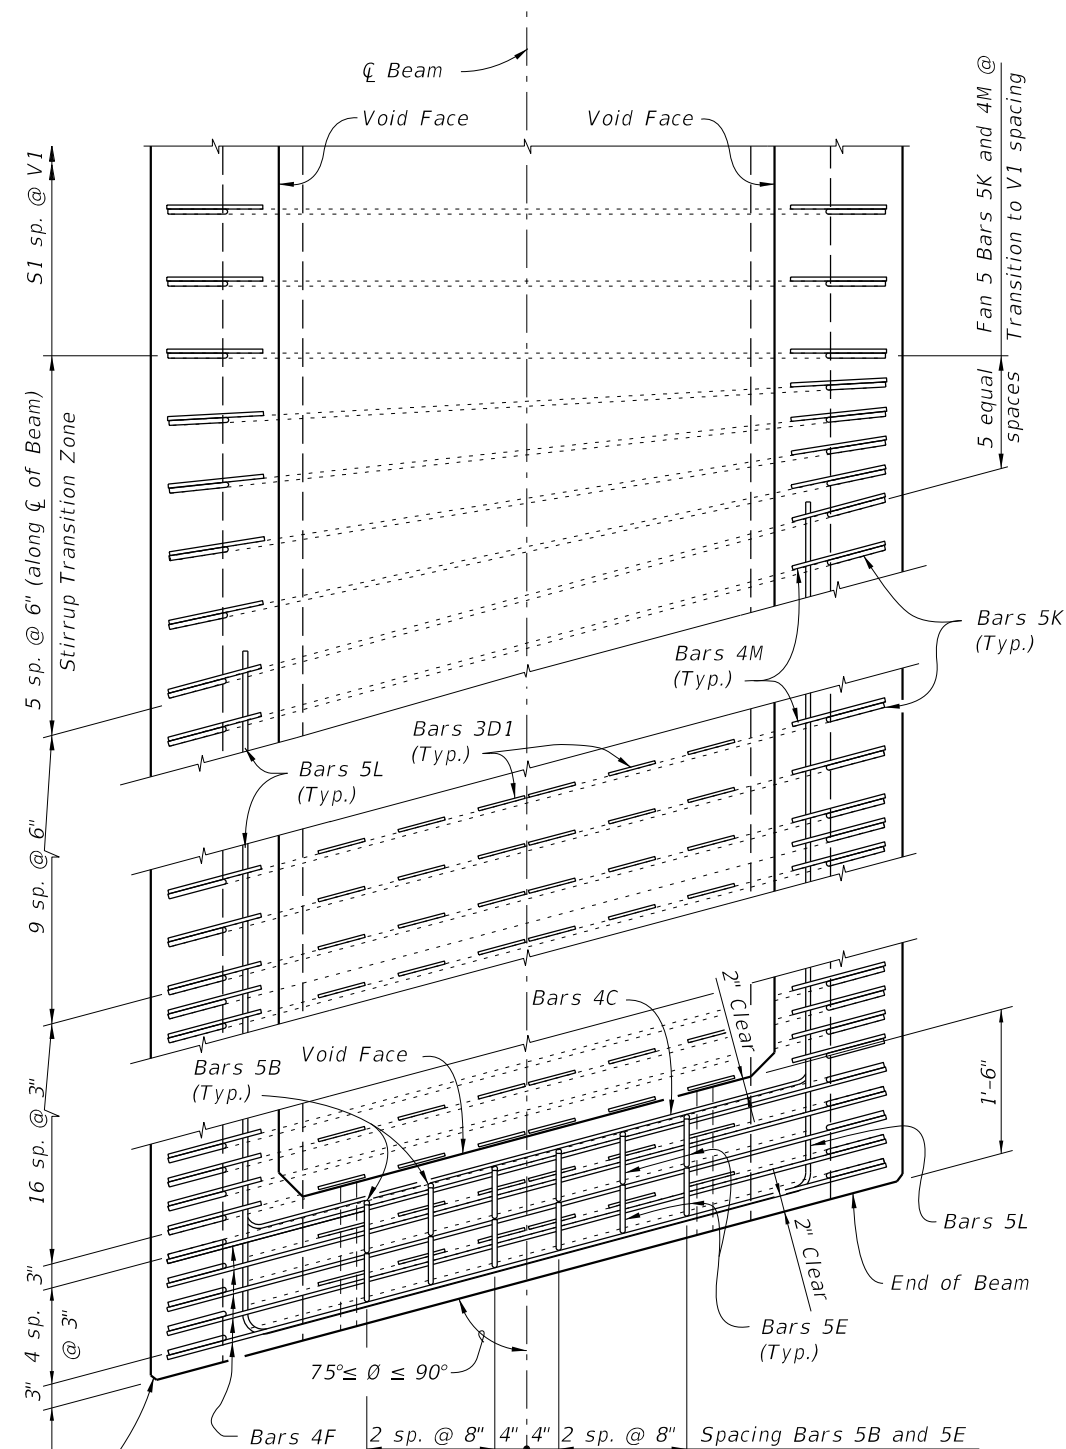 ℄ Beam
Void Face
Void Face
S1 sp. @ V1
Fan 5 Bars 5K and 4M @
Transition to V1 spacing
5 equal
spaces
5 sp. @ 6" (along ℄ of Beam)
Stirrup Transition Zone
Bars 5K
(Typ.)
Bars 4M
(Typ.)
Bars 3D1
(Typ.)
Bars 5L
(Typ.)
9 sp. @ 6"
2" Clear
Bars 4C
Void Face
Bars 5B
(Typ.)
1'-6"
16 sp. @ 3"
Bars 5L
2" Clear
End of Beam
3"
4 sp.
@ 3"
Bars 5E
(Typ.)
75°≤ Ø ≤ 90°
3"
Bars 4F
2 sp. @ 8" 4" 4" 2 sp. @ 8" Spacing Bars 5B and 5E